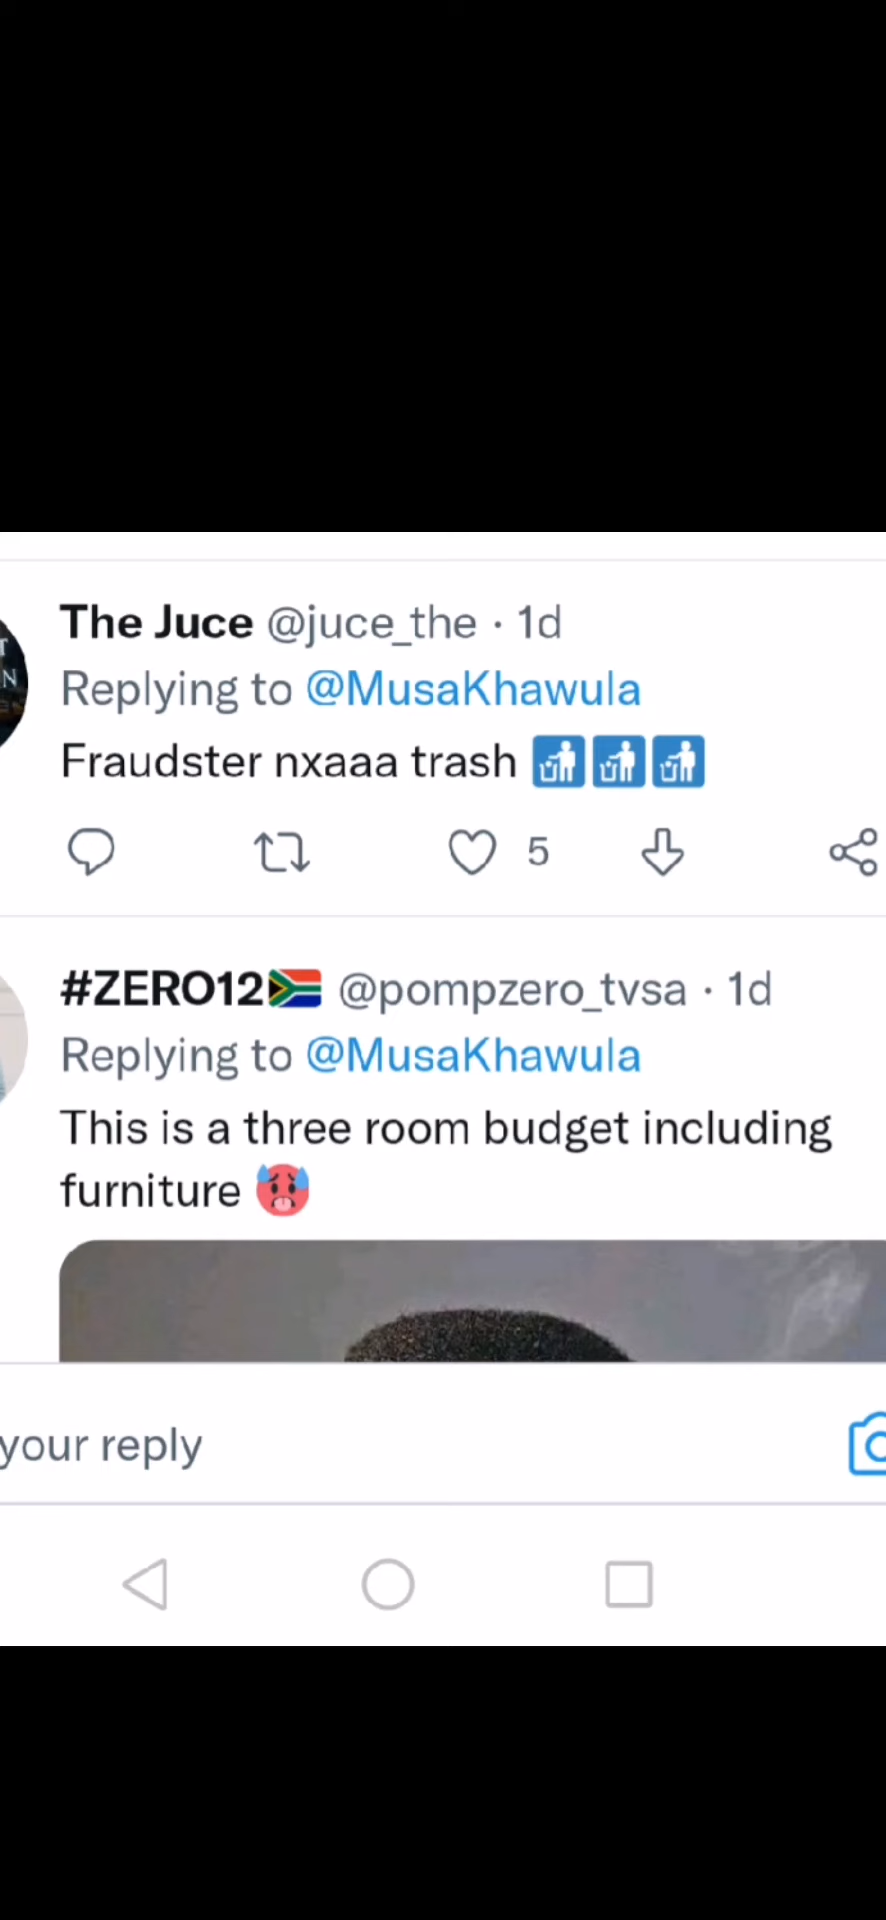 T
N
The Juce @juce_the · 1d
Replying to @MusaKhawula
Fraudster nxaaa trash 🚮🚮🚮
5
#ZERO12🇿🇦 @pompzero_tvsa · 1d
Replying to @MusaKhawula
This is a three room budget including
furniture 🥵
your reply